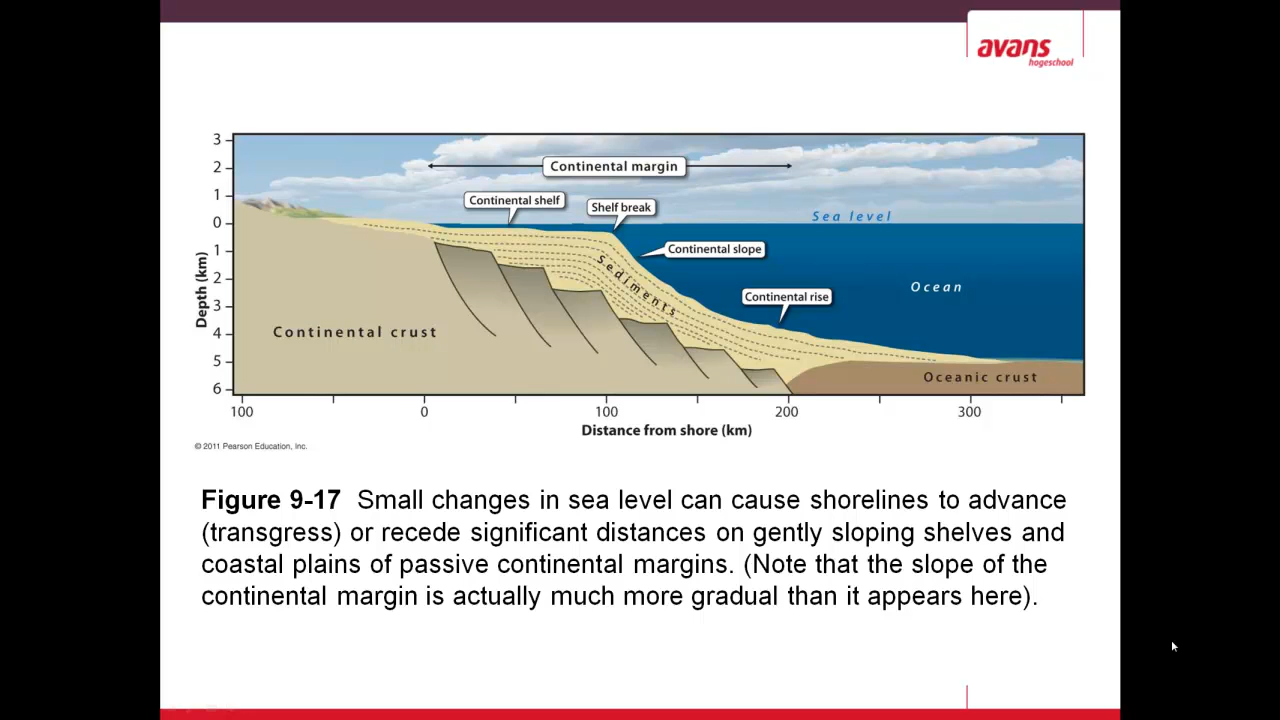 avans
hogeschool
3
2
1
0
1
2
3
4
5
6
Depth (km)
Continental margin
Continental shelf
Shelf break
Sea level
Continental slope
Sediments
Ocean
Continental rise
Continental crust
Oceanic crust
100 0 100 200 300
Distance from shore (km)
© 2011 Pearson Education, Inc.
Figure 9-17 Small changes in sea level can cause shorelines to advance
(transgress) or recede significant distances on gently sloping shelves and
coastal plains of passive continental margins. (Note that the slope of the
continental margin is actually much more gradual than it appears here).